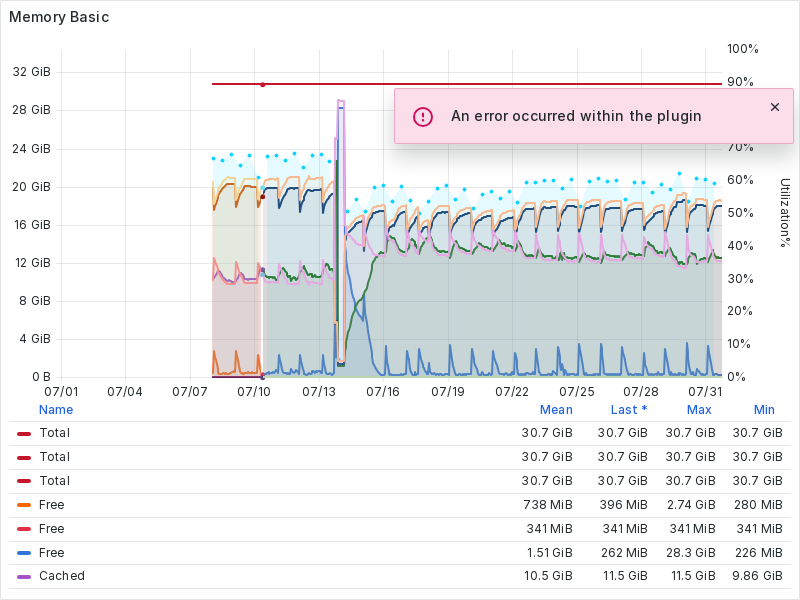 Memory Basic
100%
32 GiB
90%
28 GiB
An error occurred within the plugin
24 GiB
70%
20 GiB
60%
16 GiB
50%
Utilization%
12 GiB
40%
8 GiB
30%
20%
4 GiB
10%
0 B
0%
07/01 07/04 07/07 07/10 07/13 07/16 07/19 07/22 07/25 07/28 07/31
Name Mean Last * Max Min
Total 30.7 GiB 30.7 GiB 30.7 GiB 30.7 GiB
Total 30.7 GiB 30.7 GiB 30.7 GiB 30.7 GiB
Total 30.7 GiB 30.7 GiB 30.7 GiB 30.7 GiB
Free 738 MiB 396 MiB 2.74 GiB 280 MiB
Free 341 MiB 341 MiB 341 MiB 341 MiB
Free 1.51 GiB 262 MiB 28.3 GiB 226 MiB
Cached 10.5 GiB 11.5 GiB 11.5 GiB 9.86 GiB